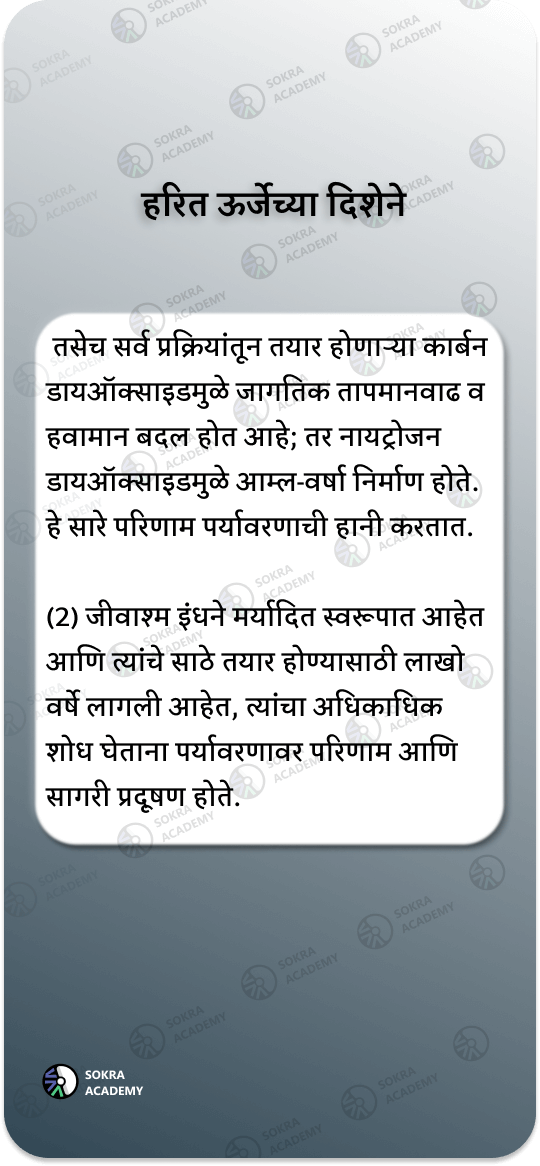 हरित ऊर्जेच्या दिशेने
तसेच सर्व प्रक्रियांतून तयार होणाऱ्या कार्बन
डायऑक्साइडमुळे जागतिक तापमानवाढ व
हवामान बदल होत आहे; तर नायट्रोजन
डायऑक्साइडमुळे आम्ल-वर्षा निर्माण होते.
हे सारे परिणाम पर्यावरणाची हानी करतात.
(2) जीवाश्म इंधने मर्यादित स्वरूपात आहेत
आणि त्यांचे साठे तयार होण्यासाठी लाखो
वर्षे लागली आहेत, त्यांचा अधिकाधिक
शोध घेताना पर्यावरणावर परिणाम आणि
सागरी प्रदूषण होते.
SOKRA
ACADEMY